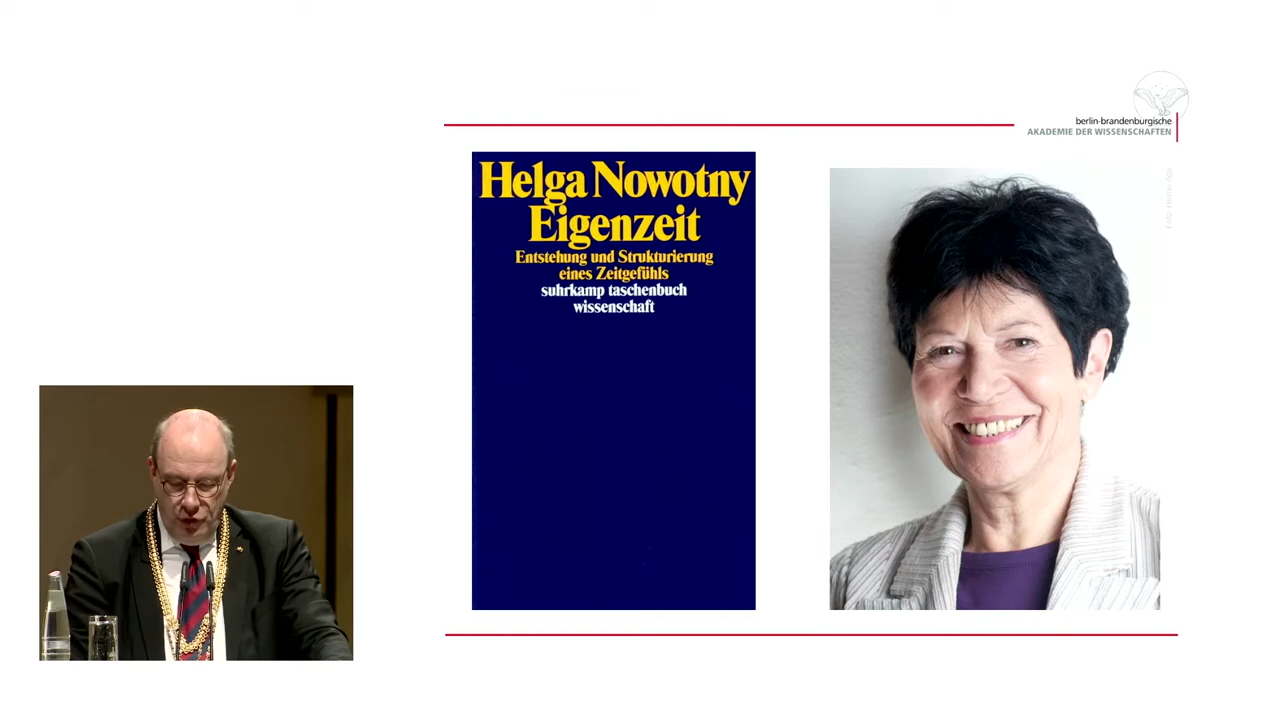 berlin-brandenburgische
AKADEMIE DER WISSENSCHAFTEN
Helga Nowotny
Eigenzeit
Entstehung und Strukturierung
eines Zeitgefühls
suhrkamp taschenbuch
wissenschaft